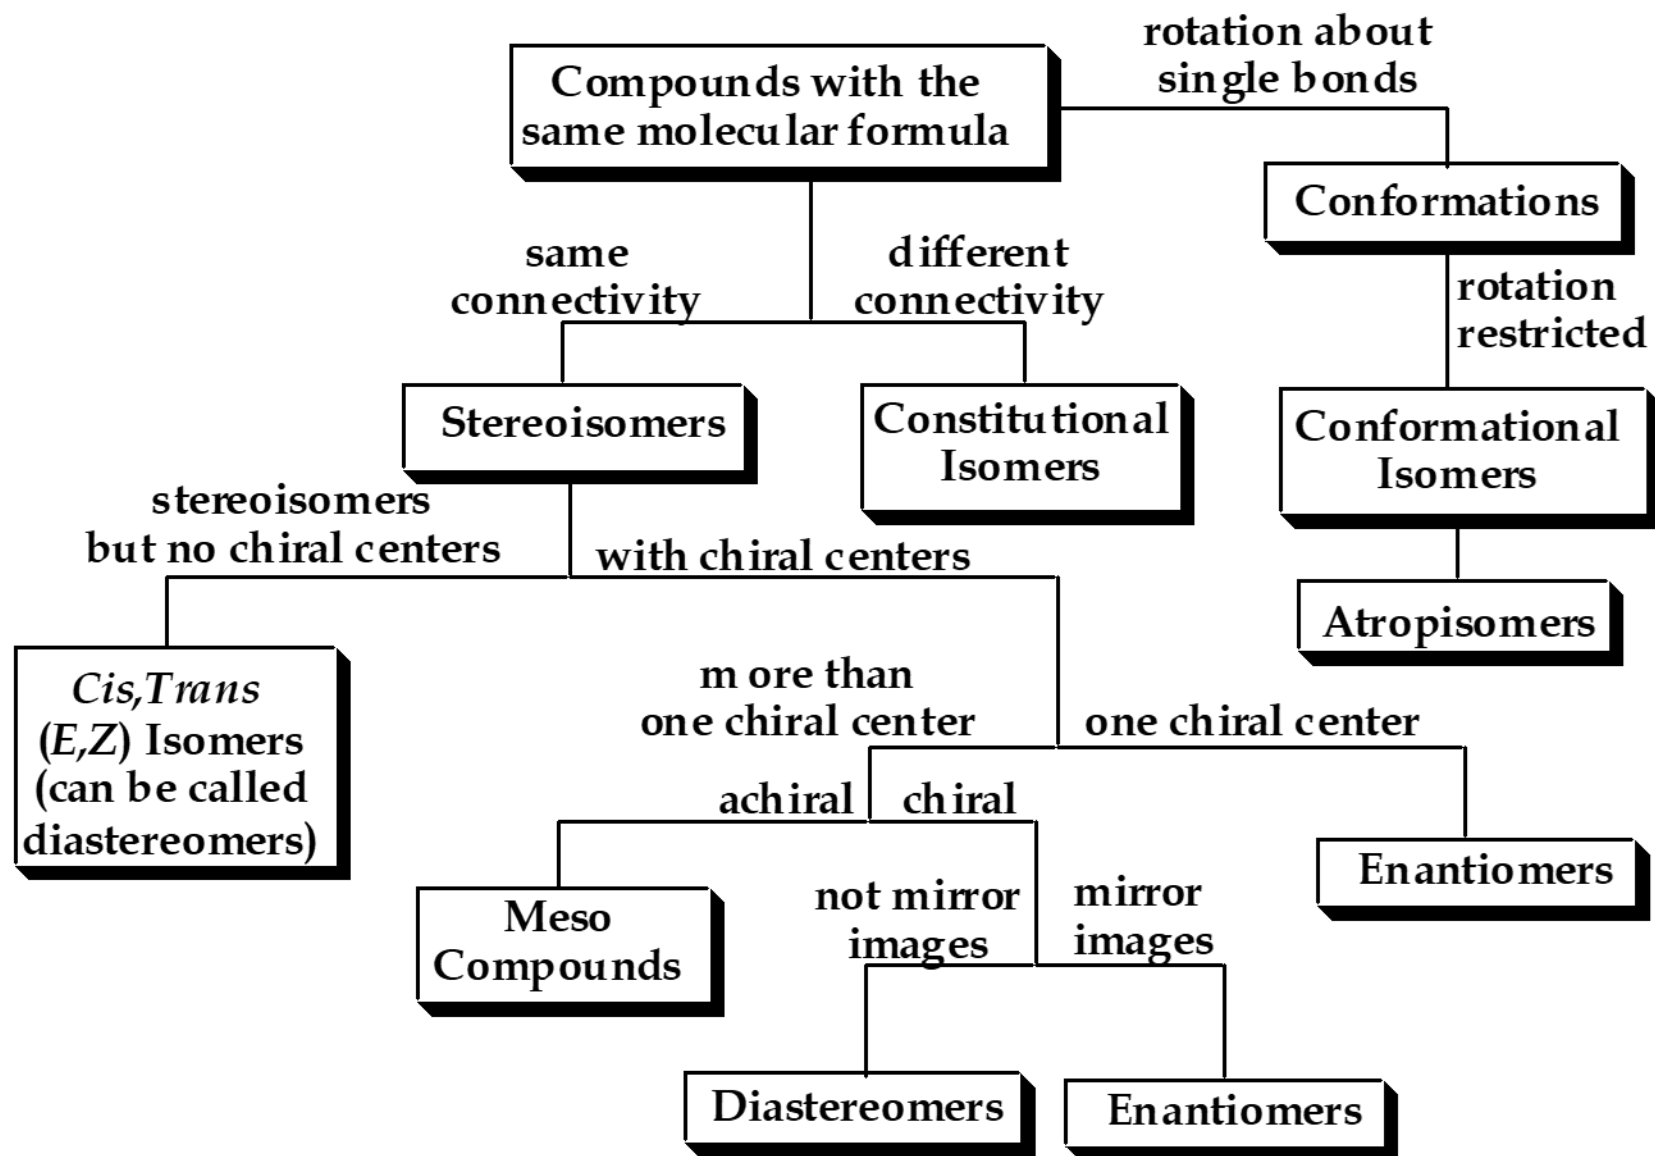 rotation about
single bonds
Compounds with the
same molecular formula
Conformations
same
connectivity
different
connectivity
rotation
restricted
Stereoisomers
Constitutional
Isomers
Conformational
Isomers
stereoisomers
but no chiral centers
with chiral centers
Atropisomers
Cis,Trans
(E,Z) Isomers
(can be called
diastereomers)
more than
one chiral center
one chiral center
achiral
chiral
Enantiomers
Meso
Compounds
not mirror
images
mirror
images
Diastereomers
Enantiomers